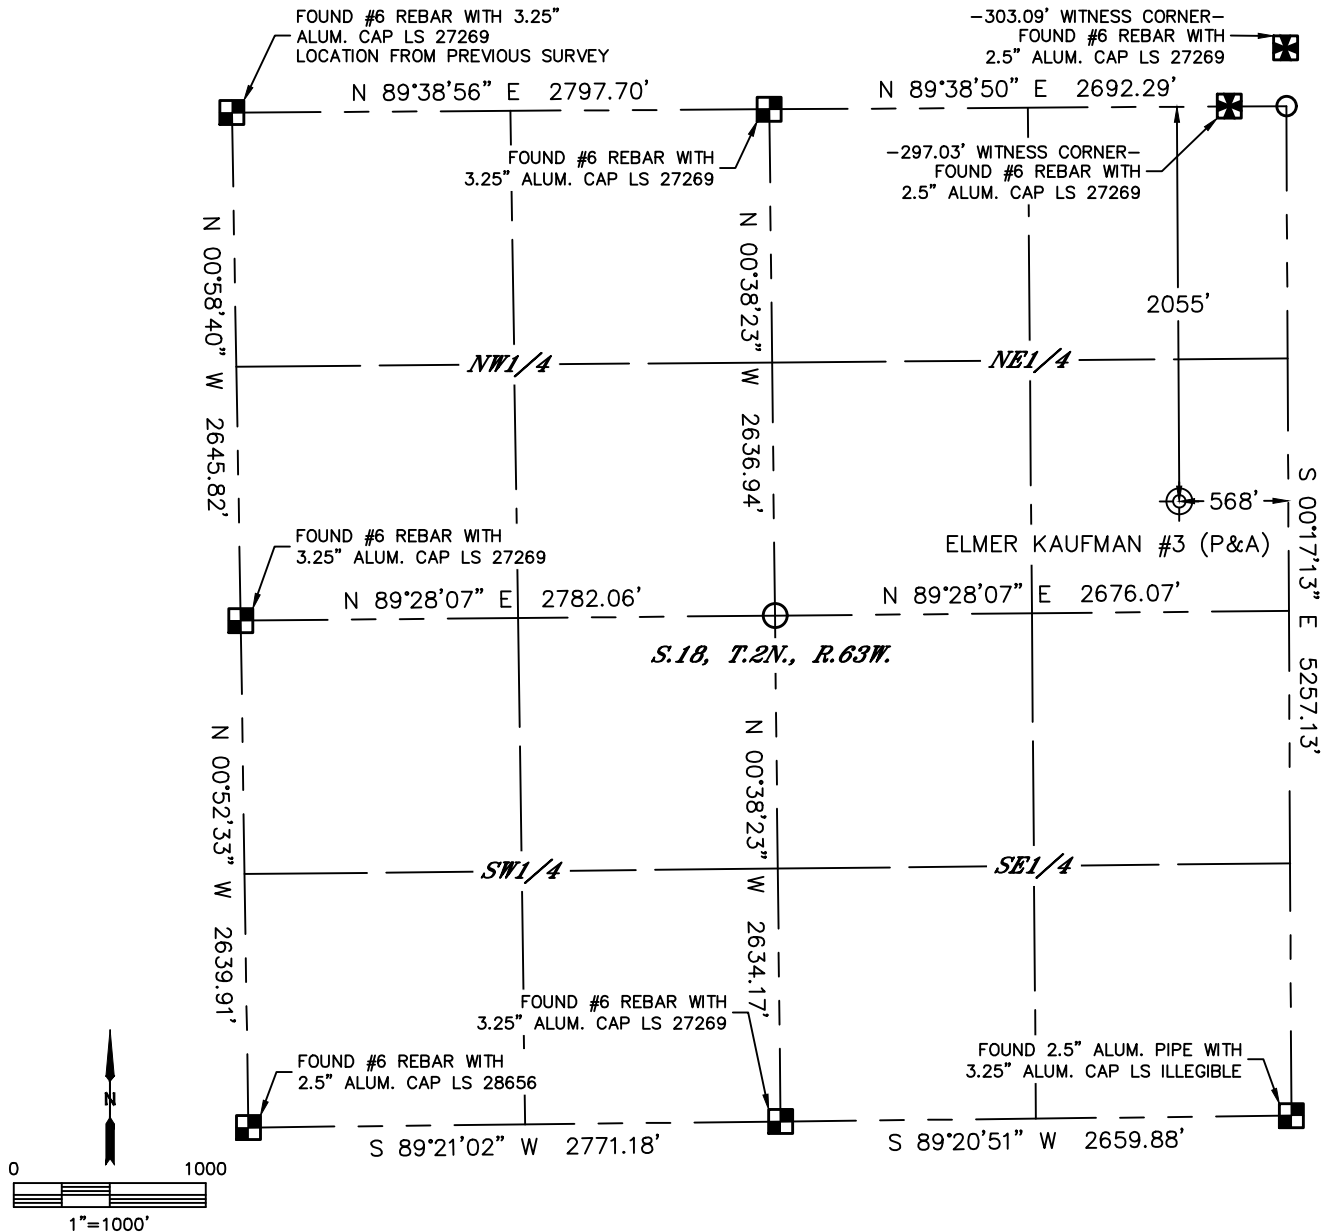 FOUND #6 REBAR WITH 3.25"
ALUM. CAP LS 27269
LOCATION FROM PREVIOUS SURVEY
-303.09' WITNESS CORNER-
FOUND #6 REBAR WITH
2.5" ALUM. CAP LS 27269
N 89°38'56" E 2797.70'
N 89°38'50" E 2692.29'
FOUND #6 REBAR WITH
3.25" ALUM. CAP LS 27269
-297.03' WITNESS CORNER-
FOUND #6 REBAR WITH
2.5" ALUM. CAP LS 27269
N 00°58'40" W 2645.82'
N 00°38'23" W 2636.94'
2055'
NW1/4
NE1/4
S 00°17'13" E 5257.13'
568'
ELMER KAUFMAN #3 (P&A)
FOUND #6 REBAR WITH
3.25" ALUM. CAP LS 27269
N 89°28'07" E 2782.06'
N 89°28'07" E 2676.07'
S.18, T.2N., R.63W.
N 00°52'33" W 2639.91'
N 00°38'23" W 2634.17'
SW1/4
SE1/4
FOUND #6 REBAR WITH
3.25" ALUM. CAP LS 27269
FOUND #6 REBAR WITH
2.5" ALUM. CAP LS 28656
FOUND 2.5" ALUM. PIPE WITH
3.25" ALUM. CAP LS ILLEGIBLE
S 89°21'02" W 2771.18'
S 89°20'51" W 2659.88'
N
0 1000
1"=1000'